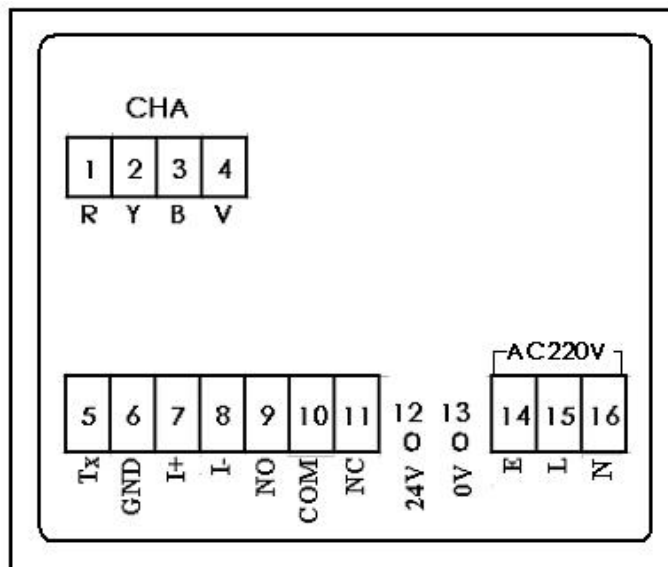 CHA
1 2 3 4
R Y B V
AC220V
5 6 7 8 9 10 11 12 13 14 15 16
Tx GND I+ I- NO COM NC 24V 0V E L N